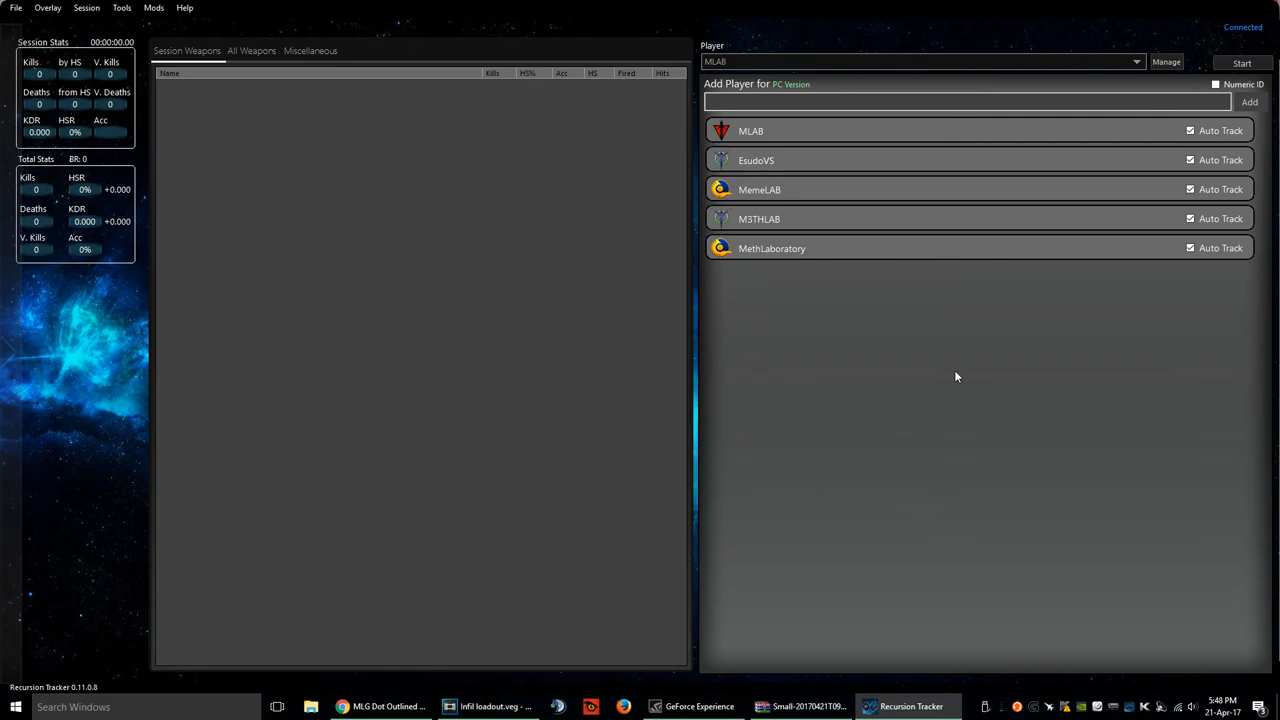 File Overlay Session Tools Mods Help
Connected
Session Stats 00:00:00.00
Kills by HS V. Kills
0 0 0
Deaths from HS V. Deaths
0 0 0
KDR HSR Acc
0.000 0%
Total Stats BR: 0
Kills HSR
0 0% +0.000
Deaths KDR
0 0.000 +0.000
V. Kills Acc
0 0%
Session Weapons All Weapons Miscellaneous
Name Kills HS% Acc HS Fired Hits
Player
MLAB Manage Start
Add Player for PC Version Numeric ID
Add
MLAB Auto Track
EsudoVS Auto Track
MemeLAB Auto Track
M3THLAB Auto Track
MethLaboratory Auto Track
Recursion Tracker 0.11.0.8
Search Windows
MLG Dot Outlined ...
Infil loadout.veg - ...
GeForce Experience
Small-20170421T09...
Recursion Tracker
5:48 PM
21-Apr-17